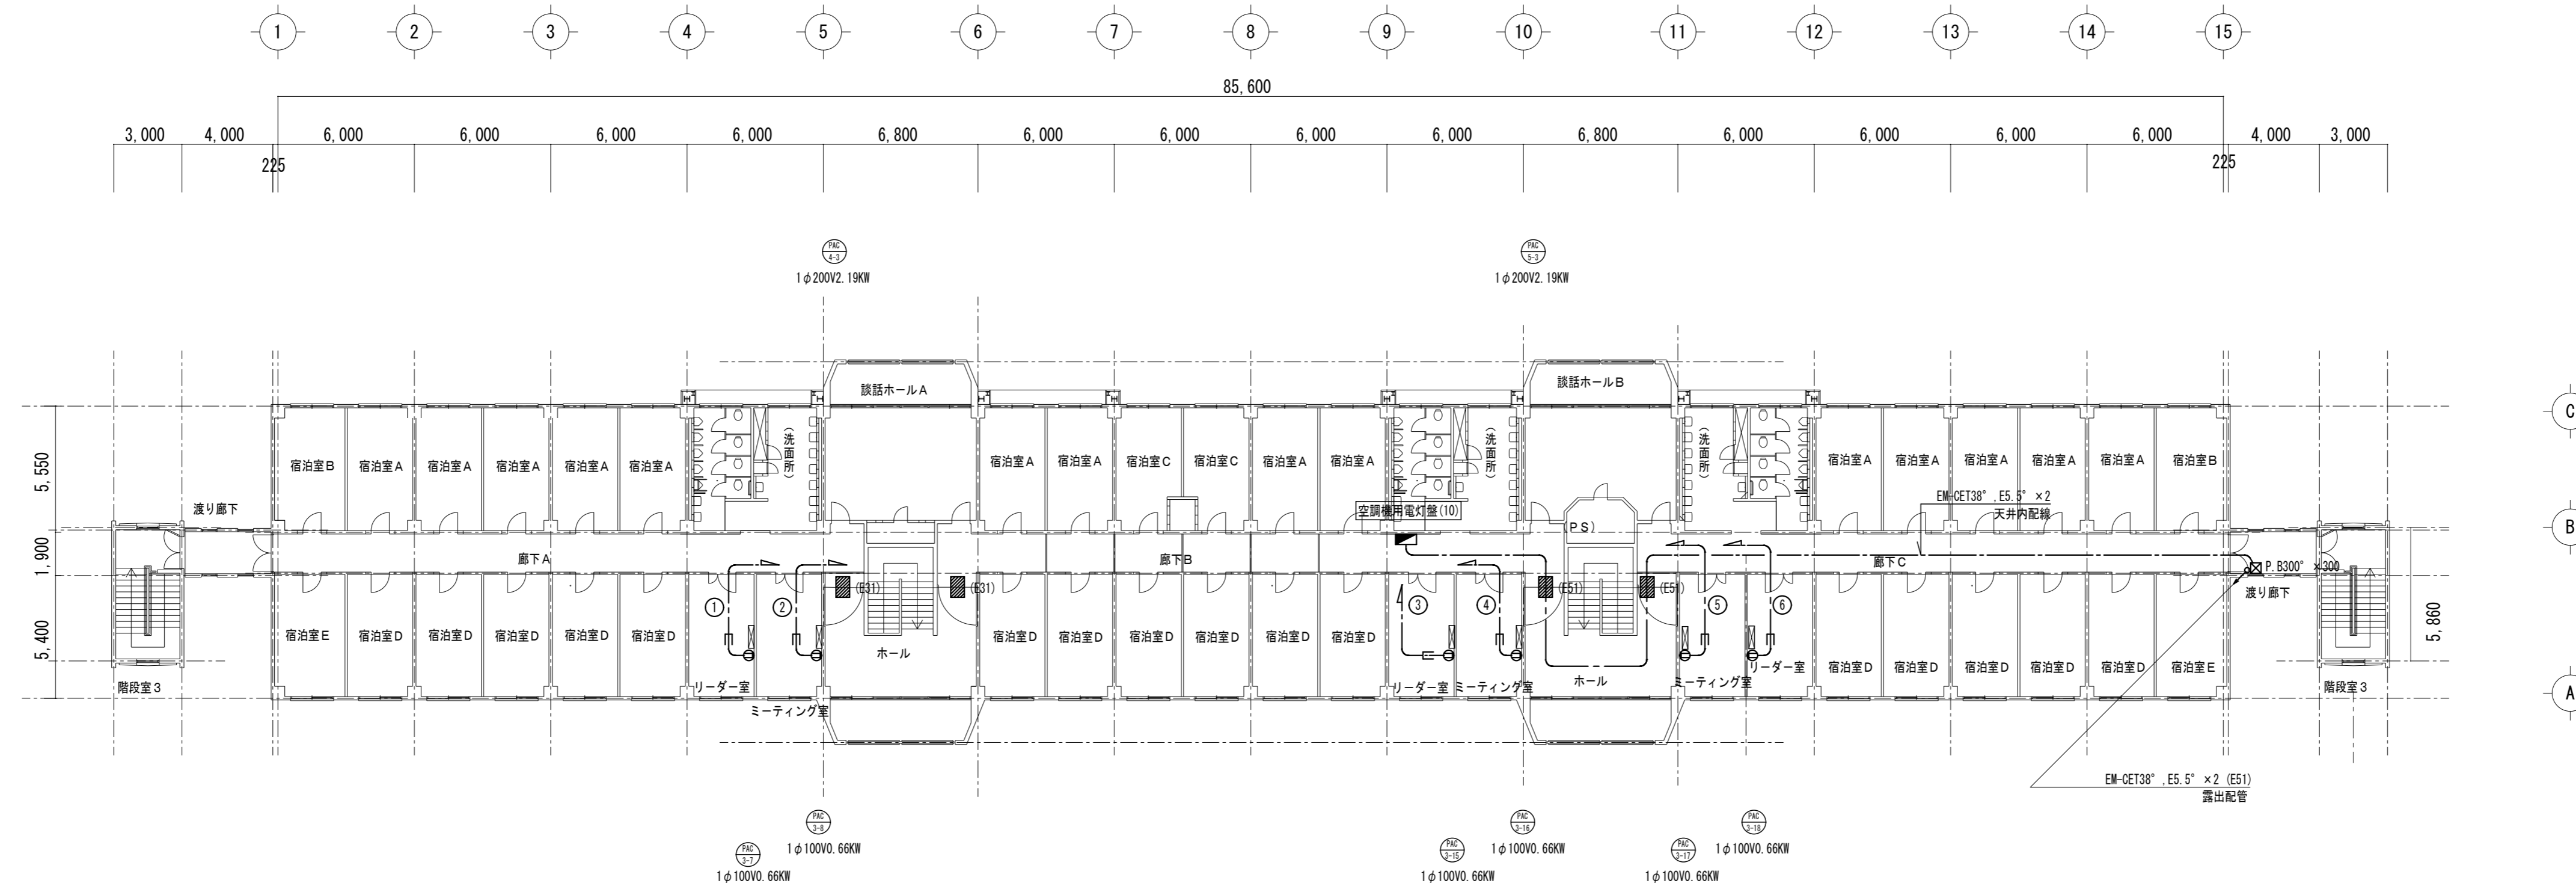 1 2 3 4 5 6 7 8 9 10 11 12 13 14 15
85,600
3,000 4,000 6,000 6,000 6,000 6,000 6,800 6,000 6,000 6,000 6,000 6,800 6,000 6,000 6,000 6,000 4,000 3,000
225 225
PAC 4-3
1φ200V2.19KW
PAC 5-3
1φ200V2.19KW
談話ホールA
談話ホールB
C
(洗面所) (洗面所) (洗面所)
宿泊室B 宿泊室A 宿泊室A 宿泊室A 宿泊室A 宿泊室A 宿泊室A 宿泊室A 宿泊室C 宿泊室C 宿泊室A 宿泊室A 宿泊室A 宿泊室A 宿泊室A 宿泊室A 宿泊室A 宿泊室B
5,550
EM-CET38°,E5.5°×2
天井内配線
渡り廊下
空調機用電灯盤(10)
(PS)
B
1,900
廊下A 廊下B 廊下C
P.B300°×300
渡り廊下
(E31) (E31) (E51) (E51)
1 2 3 4 5 6
5,400
5,860
宿泊室E 宿泊室D 宿泊室D 宿泊室D 宿泊室D 宿泊室D 宿泊室D 宿泊室D 宿泊室D 宿泊室D 宿泊室D 宿泊室D 宿泊室D 宿泊室D 宿泊室D 宿泊室D 宿泊室D 宿泊室E
ホール
ホール
リーダー室
階段室3 リーダー室 リーダー室 ミーティング室 ミーティング室 階段室3
A
ミーティング室
EM-CET38°,E5.5°×2 (E51)
露出配管
PAC 3-8
1φ100V0.66KW
PAC 3-16
1φ100V0.66KW
PAC 3-18
1φ100V0.66KW
PAC 3-7
1φ100V0.66KW
PAC 3-15
1φ100V0.66KW
PAC 3-17
1φ100V0.66KW